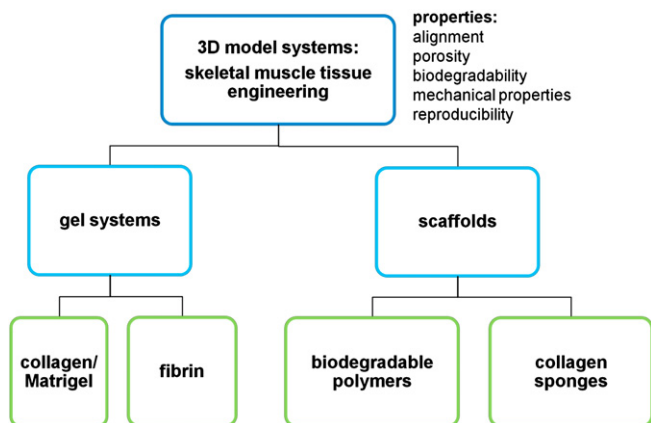 3D model systems:
skeletal muscle tissue
engineering
properties:
alignment
porosity
biodegradability
mechanical properties
reproducibility
gel systems
scaffolds
collagen/
Matrigel
fibrin
biodegradable
polymers
collagen
sponges